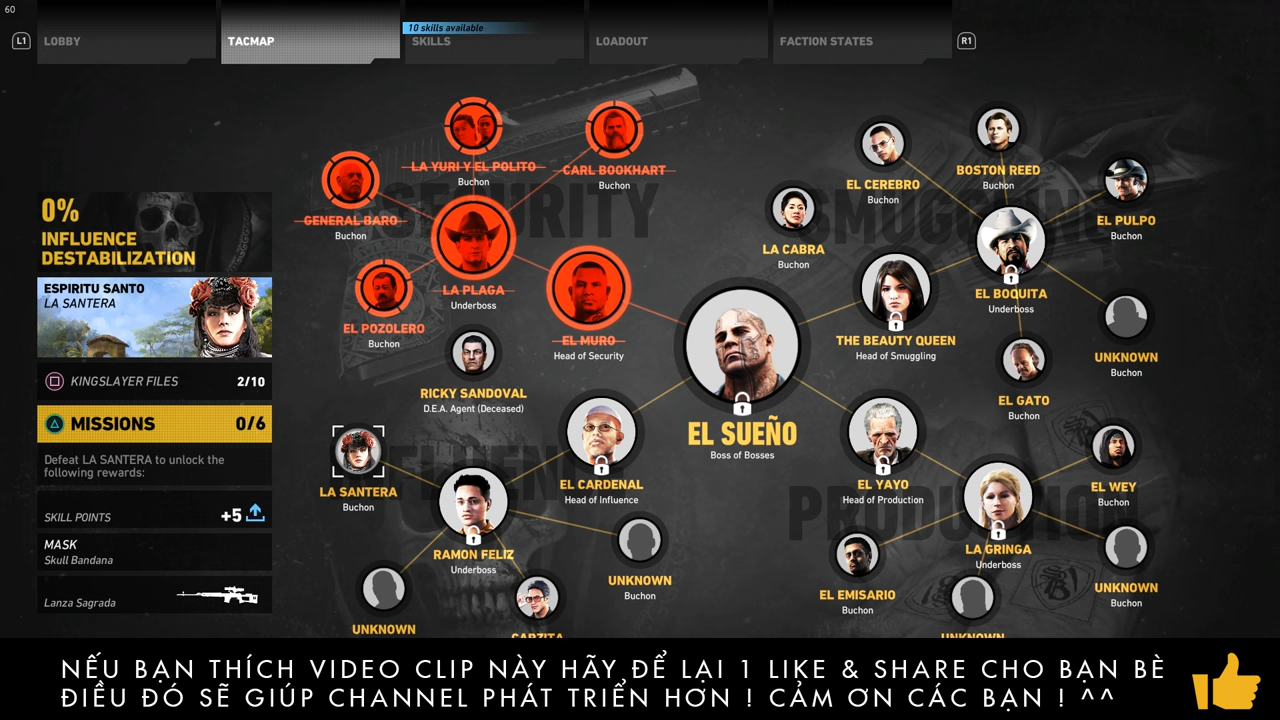 60
L1
LOBBY
TACMAP
10 skills available
SKILLS
LOADOUT
FACTION STATES
R1
0%
INFLUENCE
DESTABILIZATION
ESPIRITU SANTO
LA SANTERA
KINGSLAYER FILES 2/10
MISSIONS 0/6
Defeat LA SANTERA to unlock the
following rewards:
SKILL POINTS +5
MASK
Skull Bandana
Lanza Sagrada
SECURITY
LA YURI Y EL POLITO
Buchon
CARL BOOKHART
Buchon
GENERAL BARO
Buchon
LA PLAGA
Underboss
EL POZOLERO
Buchon
EL MURO
Head of Security
RICKY SANDOVAL
D.E.A. Agent (Deceased)
EL CEREBRO
Buchon
BOSTON REED
Buchon
EL PULPO
Buchon
LA CABRA
Buchon
EL BOQUITA
Underboss
THE BEAUTY QUEEN
Head of Smuggling
UNKNOWN
Buchon
EL GATO
Buchon
EL SUEÑO
Boss of Bosses
LA SANTERA
Buchon
EL CARDENAL
Head of Influence
RAMON FELIZ
Underboss
UNKNOWN
Buchon
UNKNOWN
EL YAYO
Head of Production
PRODUCTION
EL WEY
Buchon
LA GRINGA
Underboss
EL EMISARIO
Buchon
UNKNOWN
Buchon
UNKNOWN
NẾU BẠN THÍCH VIDEO CLIP NÀY HÃY ĐỂ LẠI 1 LIKE & SHARE CHO BẠN BÈ
ĐIỀU ĐÓ SẼ GIÚP CHANNEL PHÁT TRIỂN HƠN ! CẢM ƠN CÁC BẠN ! ^^